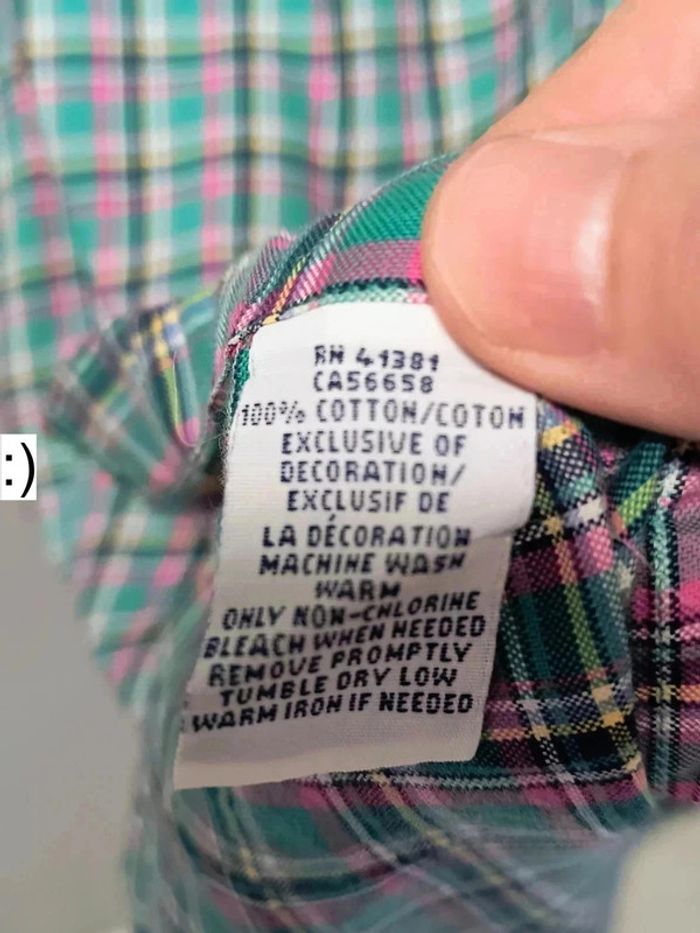 RN 41381
CA56658
100% COTTON/COTON
EXCLUSIVE OF
DECORATION/
EXCLUSIF DE
LA DÉCORATION
MACHINE WASH
WARM
ONLY NON-CHLORINE
BLEACH WHEN NEEDED
REMOVE PROMPTLY
TUMBLE DRY LOW
WARM IRON IF NEEDED
:)